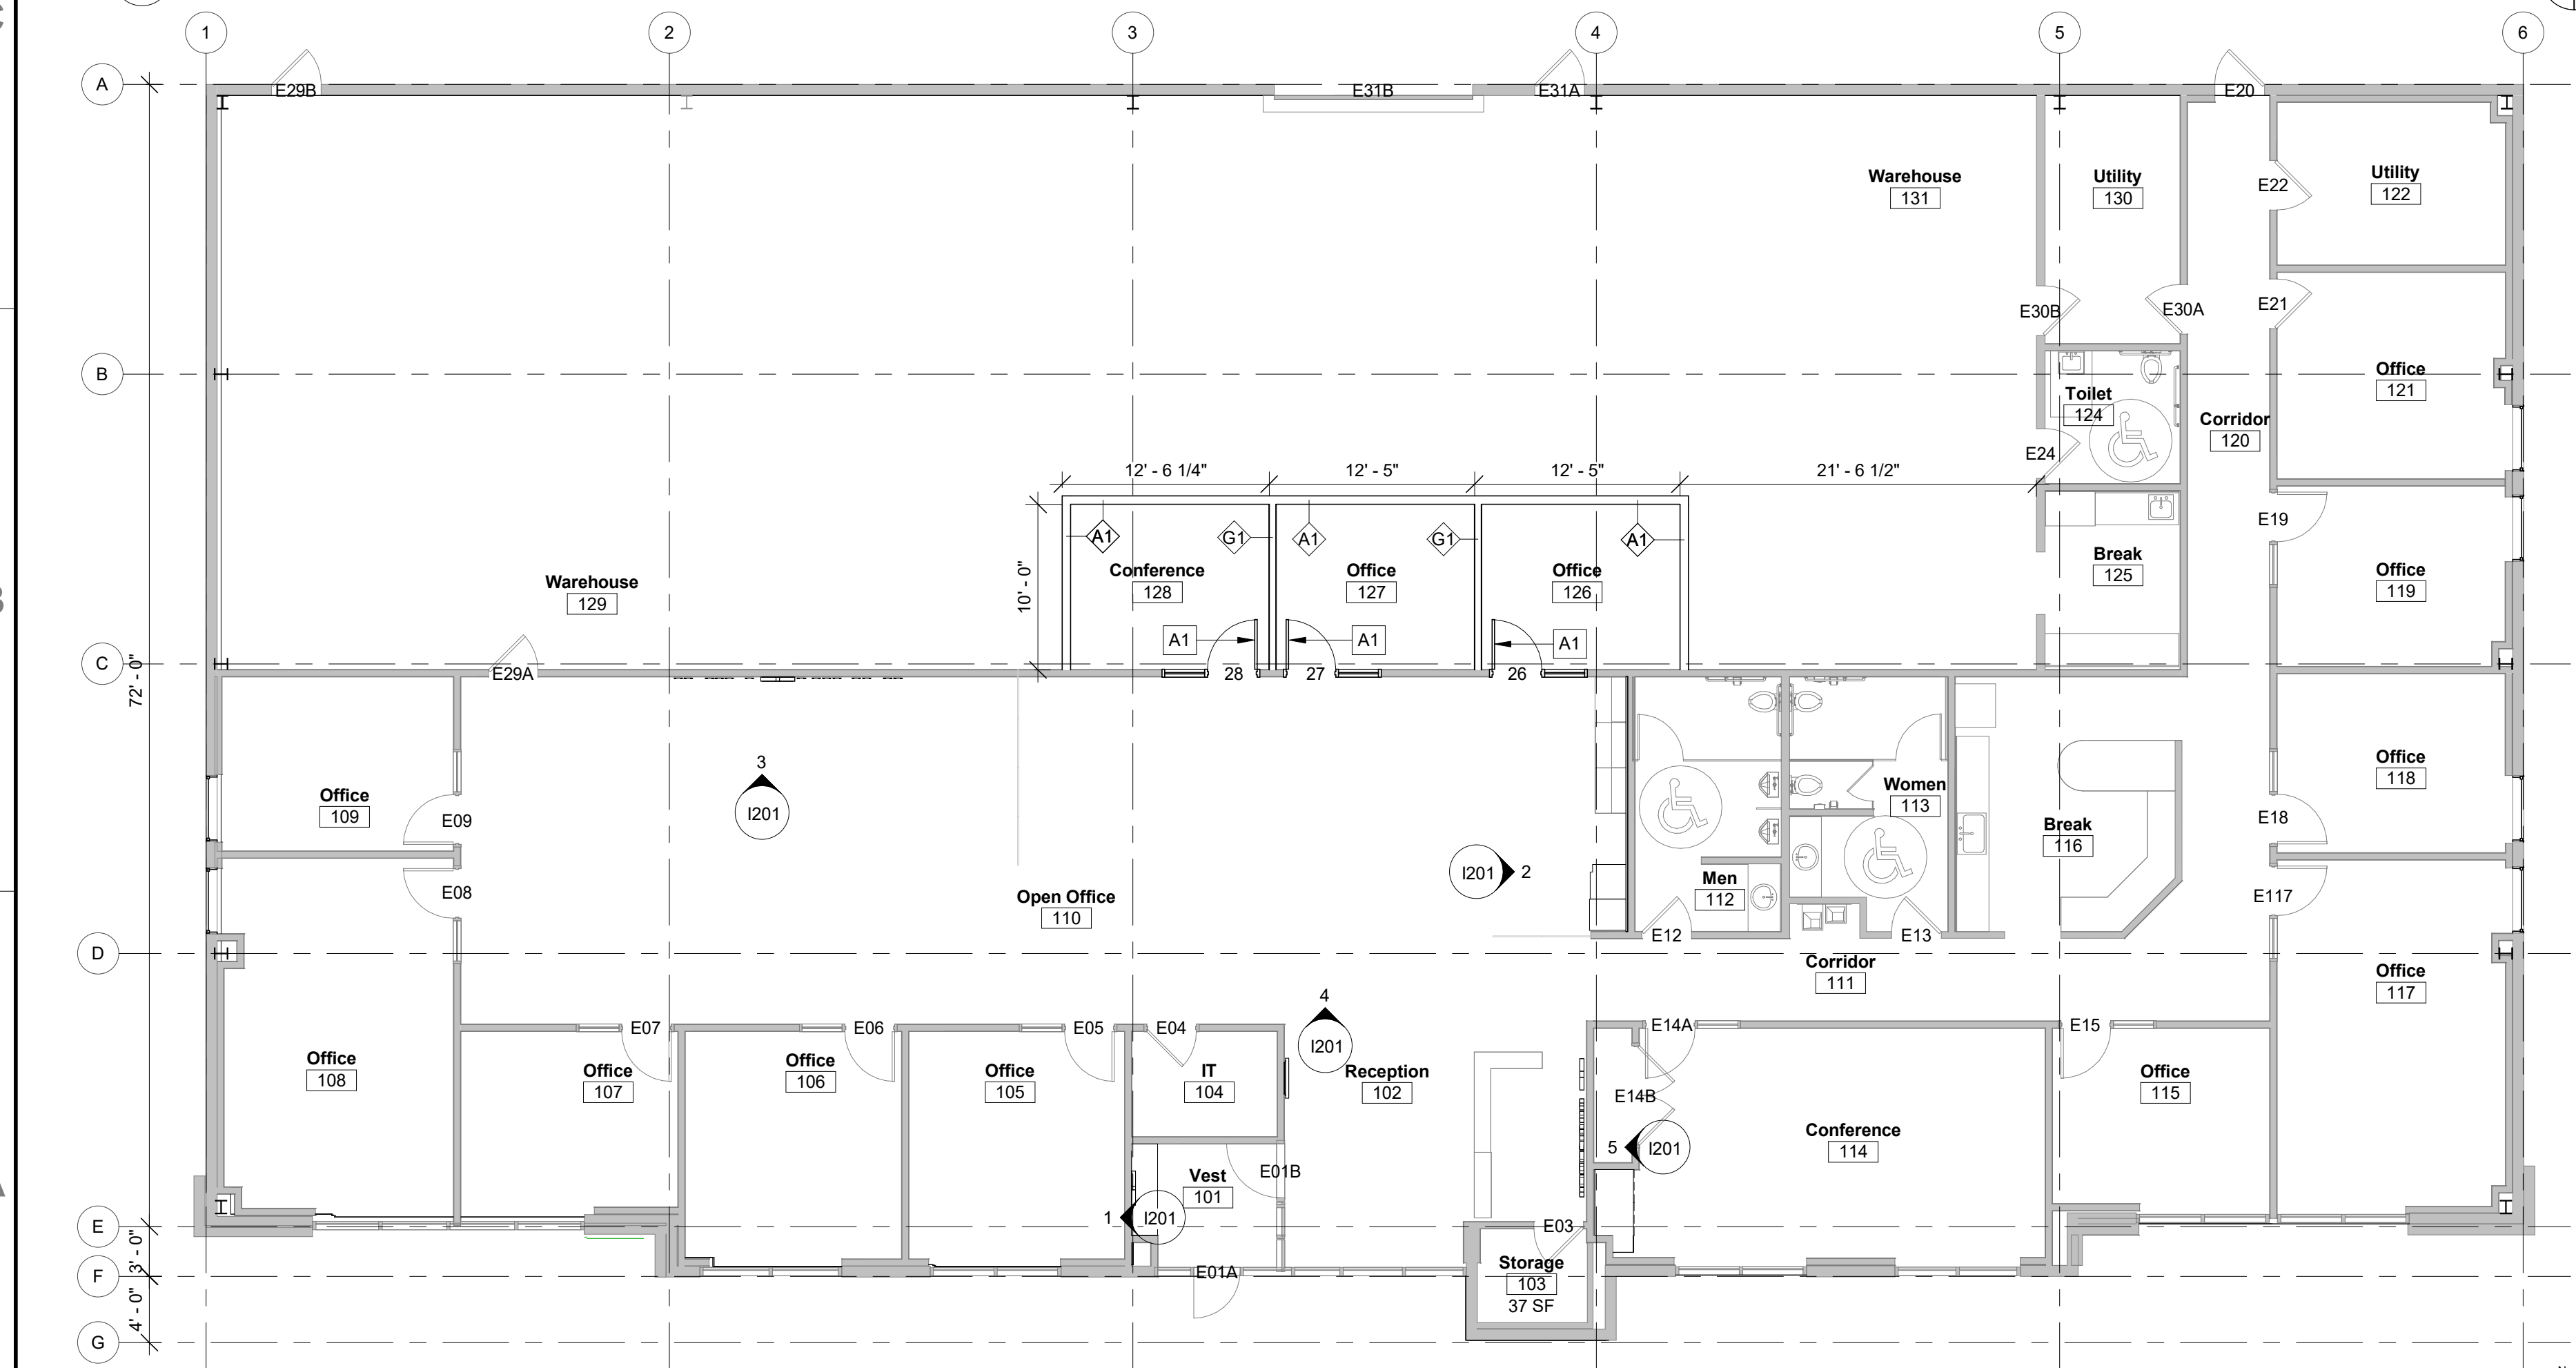 1
2
3
4
5
6
A
E29B
E31B
E31A
E20
Warehouse
131
Utility
130
E22
Utility
122
E30B
E30A
E21
B
Office
121
Toilet
124
Corridor
120
E24
12' - 6 1/4"
12' - 5"
12' - 5"
21' - 6 1/2"
E19
A1
G1
A1
G1
A1
10' - 0"
Warehouse
129
Conference
128
Office
127
Office
126
Break
125
Office
119
A1
A1
A1
C
72' - 0"
E29A
28
27
26
3
I201
Office
109
E09
E08
I201
2
Open Office
110
Men
112
Women
113
Break
116
Office
118
E18
E117
E12
E13
D
Corridor
111
Office
117
4
I201
E07
E06
E05
E04
E14A
E15
Office
108
Office
107
Office
106
Office
105
IT
104
Reception
102
E14B
Office
115
5
I201
Conference
114
Vest
101
E01B
1
I201
E
E03
3' - 0"
F
E01A
Storage
103
37 SF
4' - 0"
G